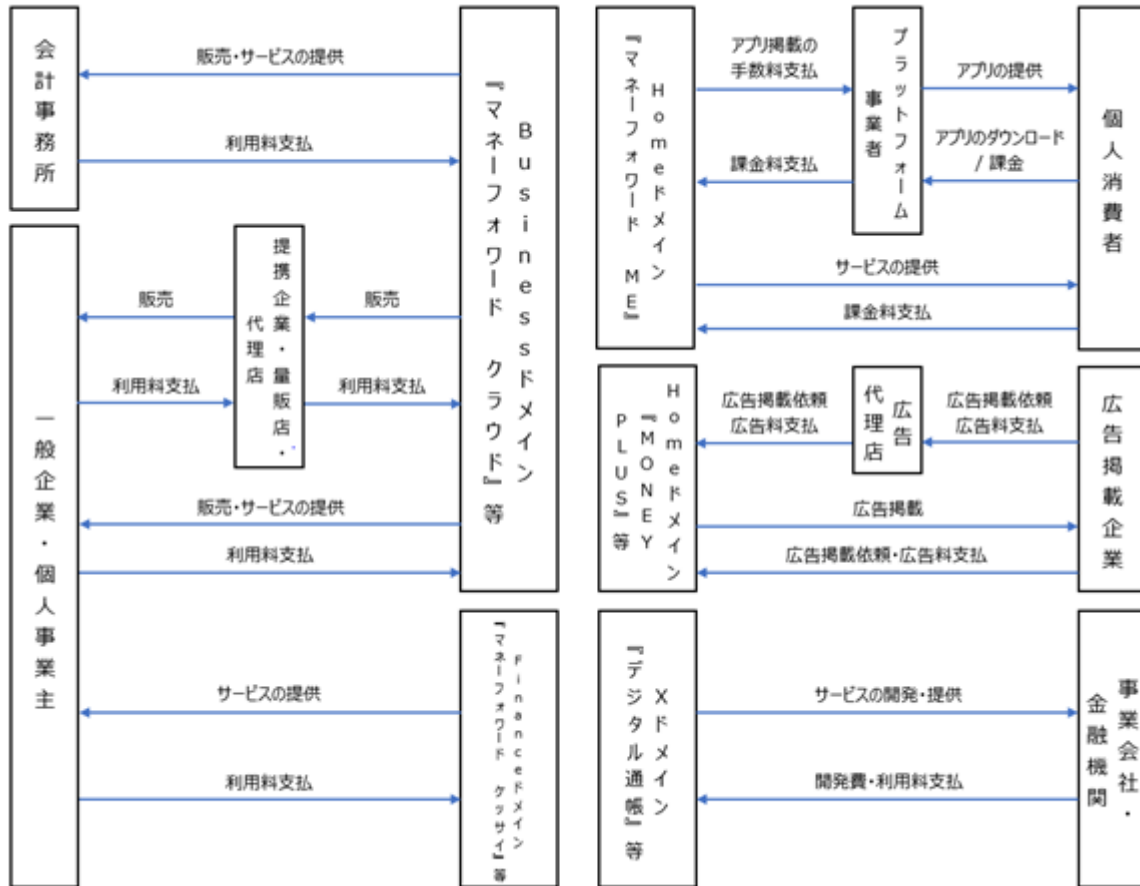 会計事務所
販売・サービスの提供
利用料支払
Businessドメイン
『マネーフォワード クラウド』等
一般企業・個人事業主
提携企業・量販店・
代理店
販売
販売
利用料支払
利用料支払
販売・サービスの提供
利用料支払
サービスの提供
利用料支払
Financeドメイン
『マネーフォワード ケッサイ』等
Homeドメイン
『マネーフォワード ME』
アプリ掲載の
手数料支払
課金料支払
プラットフォーム
事業者
アプリの提供
アプリのダウンロード
/ 課金
個人消費者
サービスの提供
課金料支払
Homeドメイン
『MONEY
PLUS』等
広告掲載依頼
広告料支払
広告
代理店
広告掲載依頼
広告料支払
広告掲載企業
広告掲載
広告掲載依頼・広告料支払
Xドメイン
『デジタル通帳』等
サービスの開発・提供
開発費・利用料支払
事業会社・
金融機関